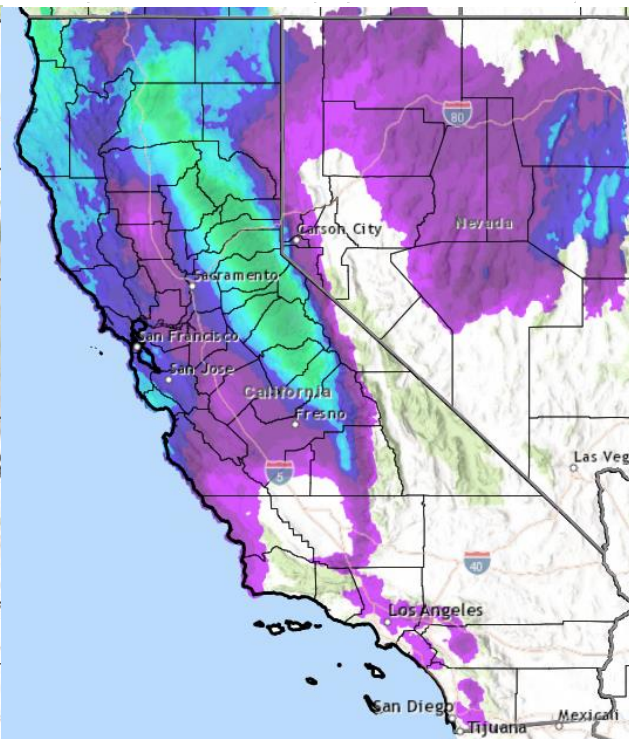 80
Nevada
Carson City
Sacramento
San Francisco
San Jose
California
Fresno
Las Veg
5
40
Los Angeles
San Diego
Mexicali
Tijuana